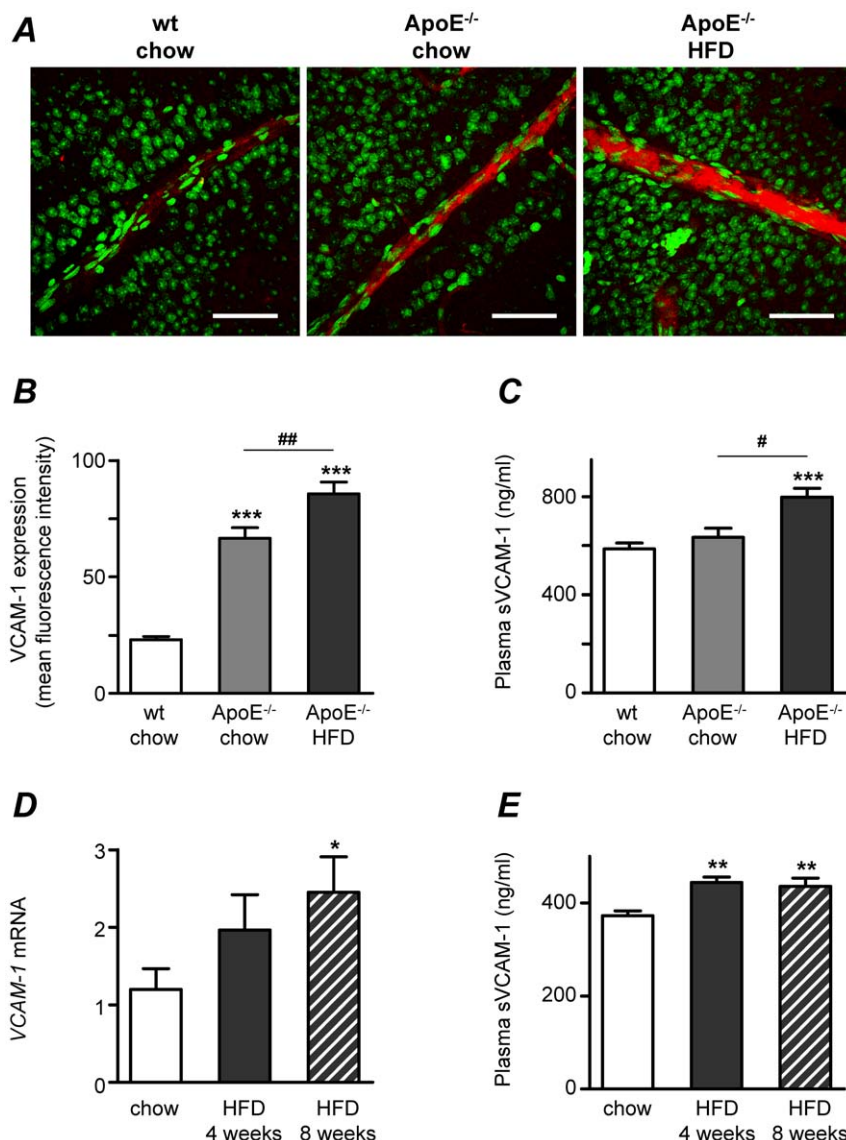 A
wt
chow
ApoE-/-
chow
ApoE-/-
HFD
B
VCAM-1 expression
(mean fluorescence intensity)
100
50
0
***
##
***
wt
chow
ApoE-/-
chow
ApoE-/-
HFD
C
Plasma sVCAM-1 (ng/ml)
800
600
400
0
#
***
wt
chow
ApoE-/-
chow
ApoE-/-
HFD
D
VCAM-1 mRNA
3
2
1
0
*
chow
HFD
4 weeks
HFD
8 weeks
E
Plasma sVCAM-1 (ng/ml)
400
200
0
**
**
chow
HFD
4 weeks
HFD
8 weeks